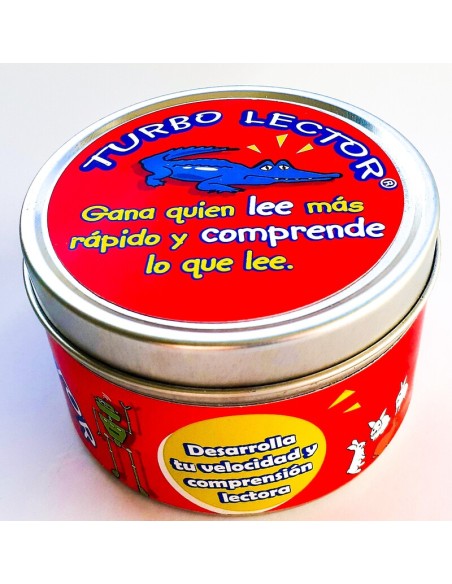 TURBO LECTOR®
Gana quien lee más
rápido y comprende
lo que lee.
Desarrolla
tu velocidad y
comprensión
lectora